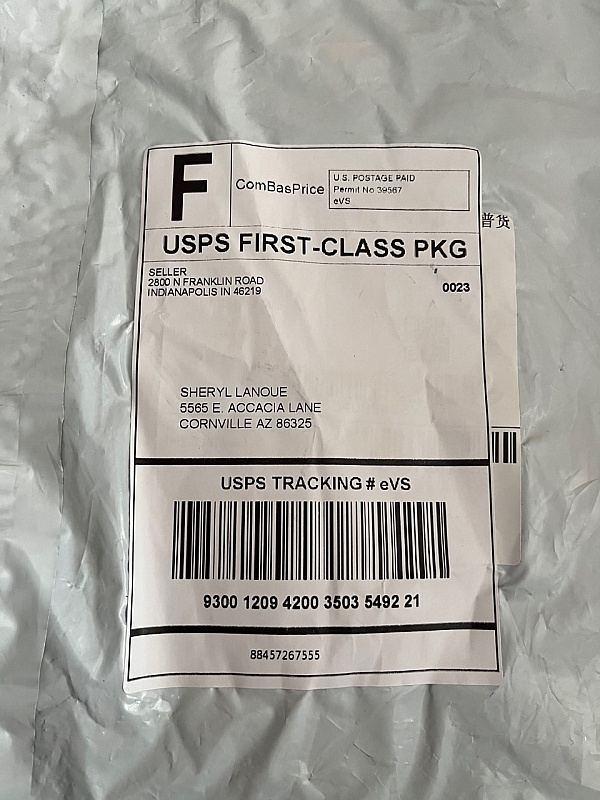 F
ComBasPrice
U.S. POSTAGE PAID
Permit No 39567
eVS
普货
USPS FIRST-CLASS PKG
SELLER
2800 N FRANKLIN ROAD
INDIANAPOLIS IN 46219
0023
SHERYL LANOUE
5565 E. ACCACIA LANE
CORNVILLE AZ 86325
USPS TRACKING # eVS
9300 1209 4200 3503 5492 21
88457267555